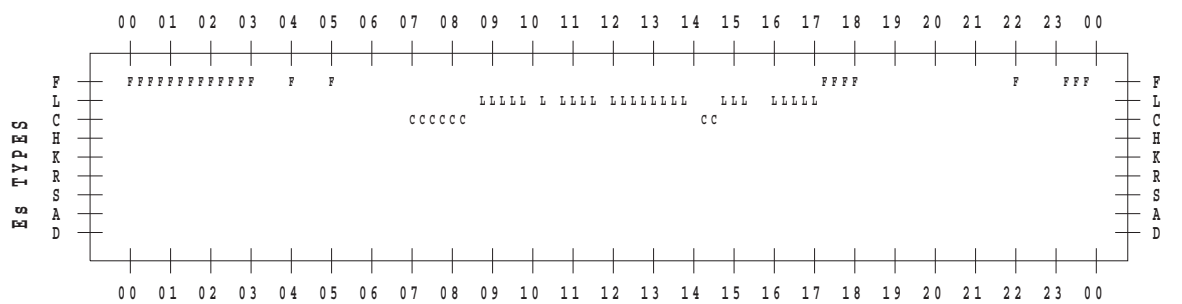 00 01 02 03 04 05 06 07 08 09 10 11 12 13 14 15 16 17 18 19 20 21 22 23 00
F FFFFFFFFFFFFF F F FFFF F FFF F
L LLLLL L LLLL LLLLLLLL LLL LLLLL L
C CCCCCC CC C
H H
K K
R R
S S
A A
D D
Es TYPES
00 01 02 03 04 05 06 07 08 09 10 11 12 13 14 15 16 17 18 19 20 21 22 23 00